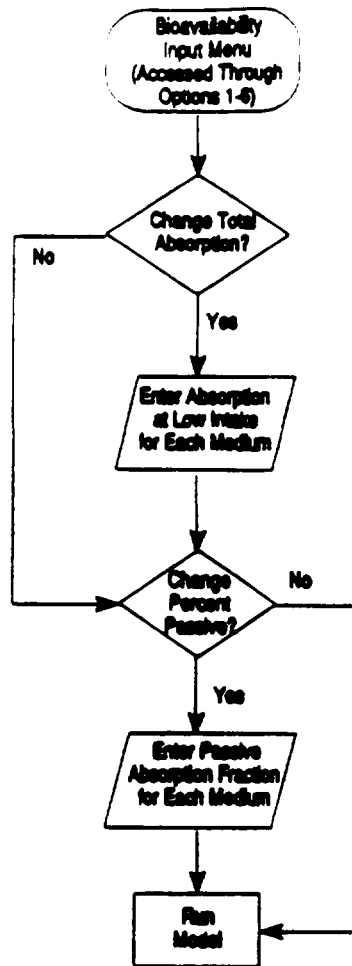 Bioavailability
Input Menu
(Accessed Through
Options 1-6)
Change Total
Absorption?
No
Yes
Enter Absorption
at Low Intake
for Each Medium
Change
Percent
Passive?
No
Yes
Enter Passive
Absorption Fraction
for Each Medium
Run
Model